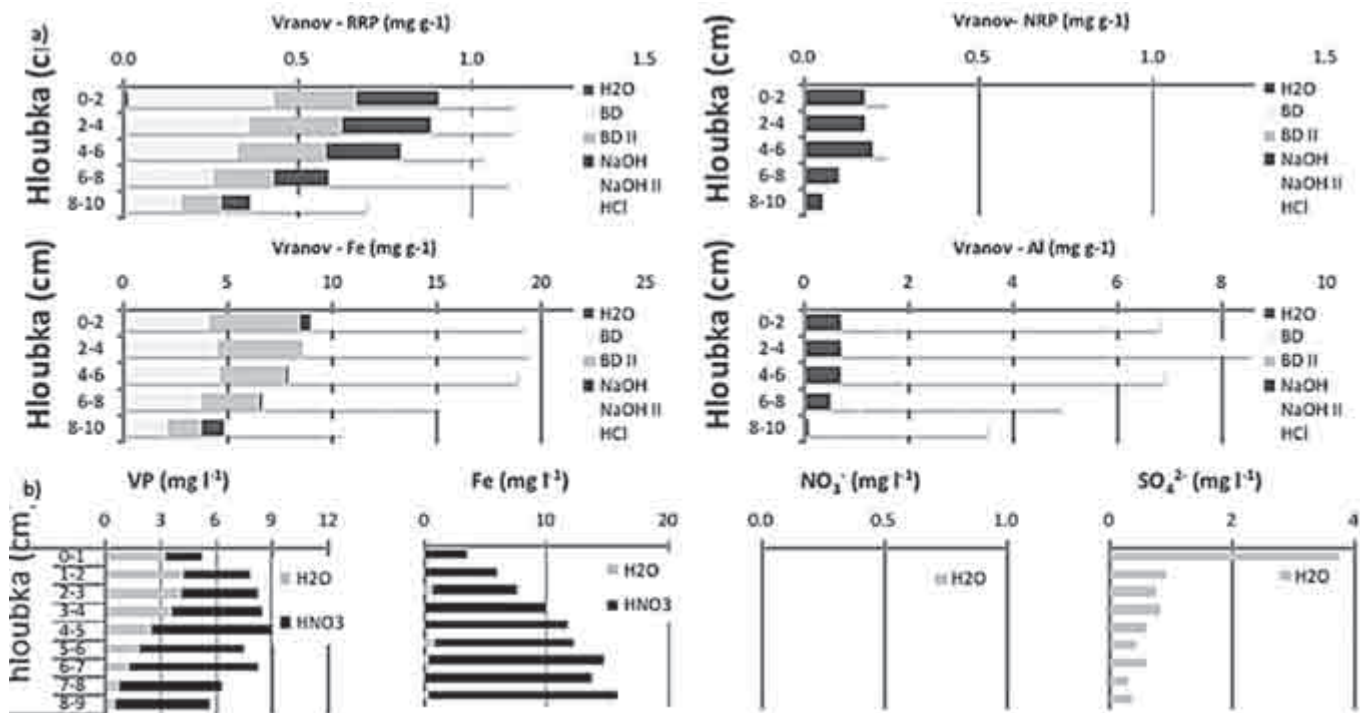 Vranov - RRP (mg g-1)
a)
0.0 0.5 1.0 1.5
Hloubka (cm)
0-2
2-4
4-6
6-8
8-10
H2O
BD
BD II
NaOH
NaOH II
HCl
Vranov- NRP (mg g-1)
0.0 0.5 1.0 1.5
Hloubka (cm)
0-2
2-4
4-6
6-8
8-10
H2O
BD
BD II
NaOH
NaOH II
HCl
Vranov - Fe (mg g-1)
0 5 10 15 20 25
Hloubka (cm)
0-2
2-4
4-6
6-8
8-10
H2O
BD
BD II
NaOH
NaOH II
HCl
Vranov - Al (mg g-1)
0 2 4 6 8 10
Hloubka (cm)
0-2
2-4
4-6
6-8
8-10
H2O
BD
BD II
NaOH
NaOH II
HCl
b)
VP (mg l-1)
0 3 6 9 12
hloubka (cm,
0-1
1-2
2-3
3-4
4-5
5-6
6-7
7-8
8-9
H2O
HNO3
Fe (mg l-1)
0 10 20
H2O
HNO3
NO3- (mg l-1)
0.0 0.5 1.0
H2O
SO4 2- (mg l-1)
0 2 4
H2O